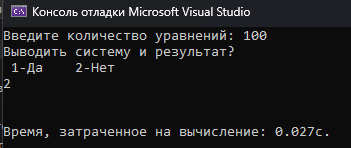 Консоль отладки Microsoft Visual Studio
Введите количество уравнений: 100
Выводить систему и результат?
1-Да 2-Нет
2
Время, затраченное на вычисление: 0.027с.